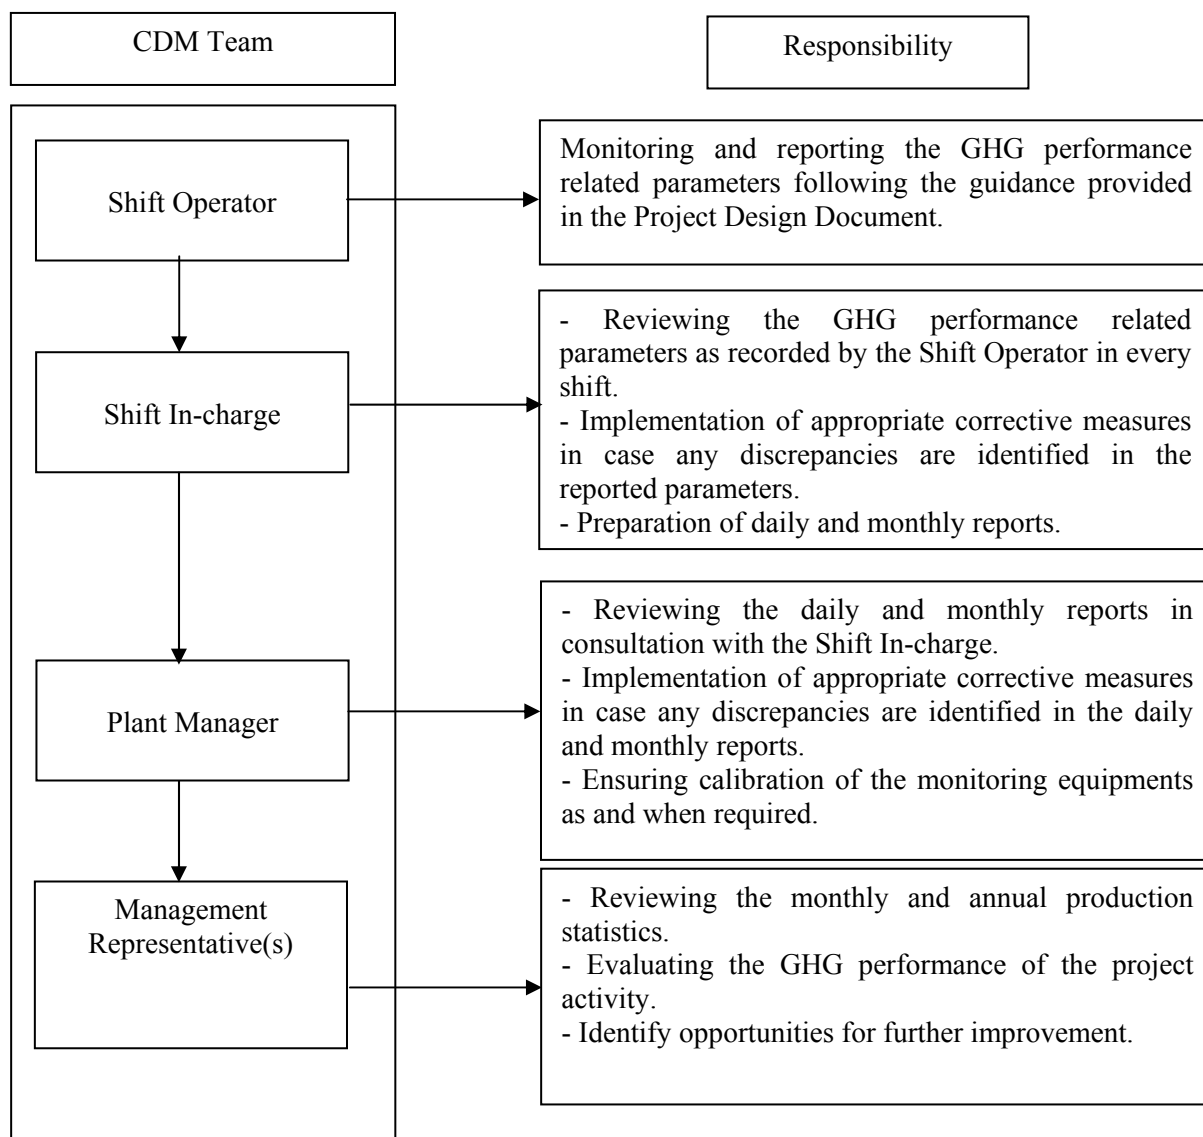 CDM Team
Responsibility
Shift Operator
Monitoring and reporting the GHG performance
related parameters following the guidance provided
in the Project Design Document.
Shift In-charge
- Reviewing the GHG performance related
parameters as recorded by the Shift Operator in every
shift.
- Implementation of appropriate corrective measures
in case any discrepancies are identified in the
reported parameters.
- Preparation of daily and monthly reports.
Plant Manager
- Reviewing the daily and monthly reports in
consultation with the Shift In-charge.
- Implementation of appropriate corrective measures
in case any discrepancies are identified in the daily
and monthly reports.
- Ensuring calibration of the monitoring equipments
as and when required.
Management
Representative(s)
- Reviewing the monthly and annual production
statistics.
- Evaluating the GHG performance of the project
activity.
- Identify opportunities for further improvement.